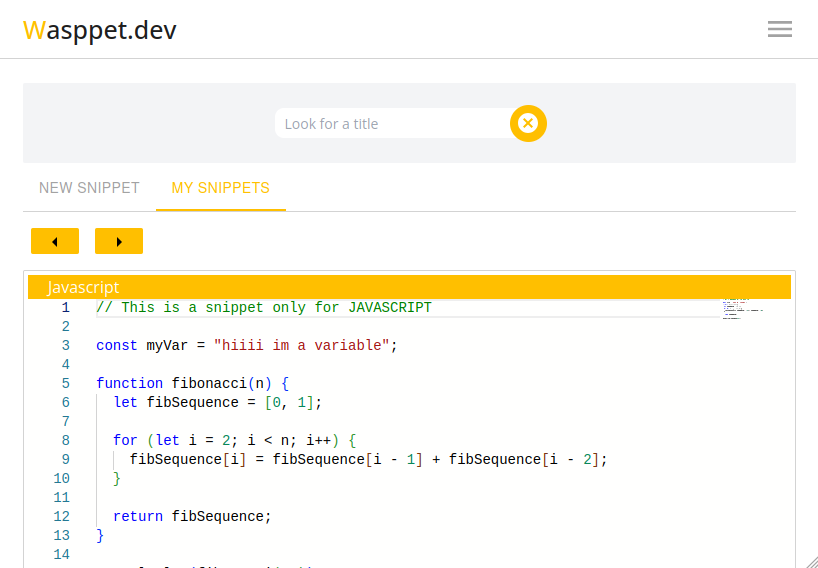 Wasppet.dev
Look for a title
NEW SNIPPET MY SNIPPETS
Javascript
1 // This is a snippet only for JAVASCRIPT
2
3 const myVar = "hiiii im a variable";
4
5 function fibonacci(n) {
6 let fibSequence = [0, 1];
7
8 for (let i = 2; i < n; i++) {
9 fibSequence[i] = fibSequence[i - 1] + fibSequence[i - 2];
10 }
11
12 return fibSequence;
13 }
14